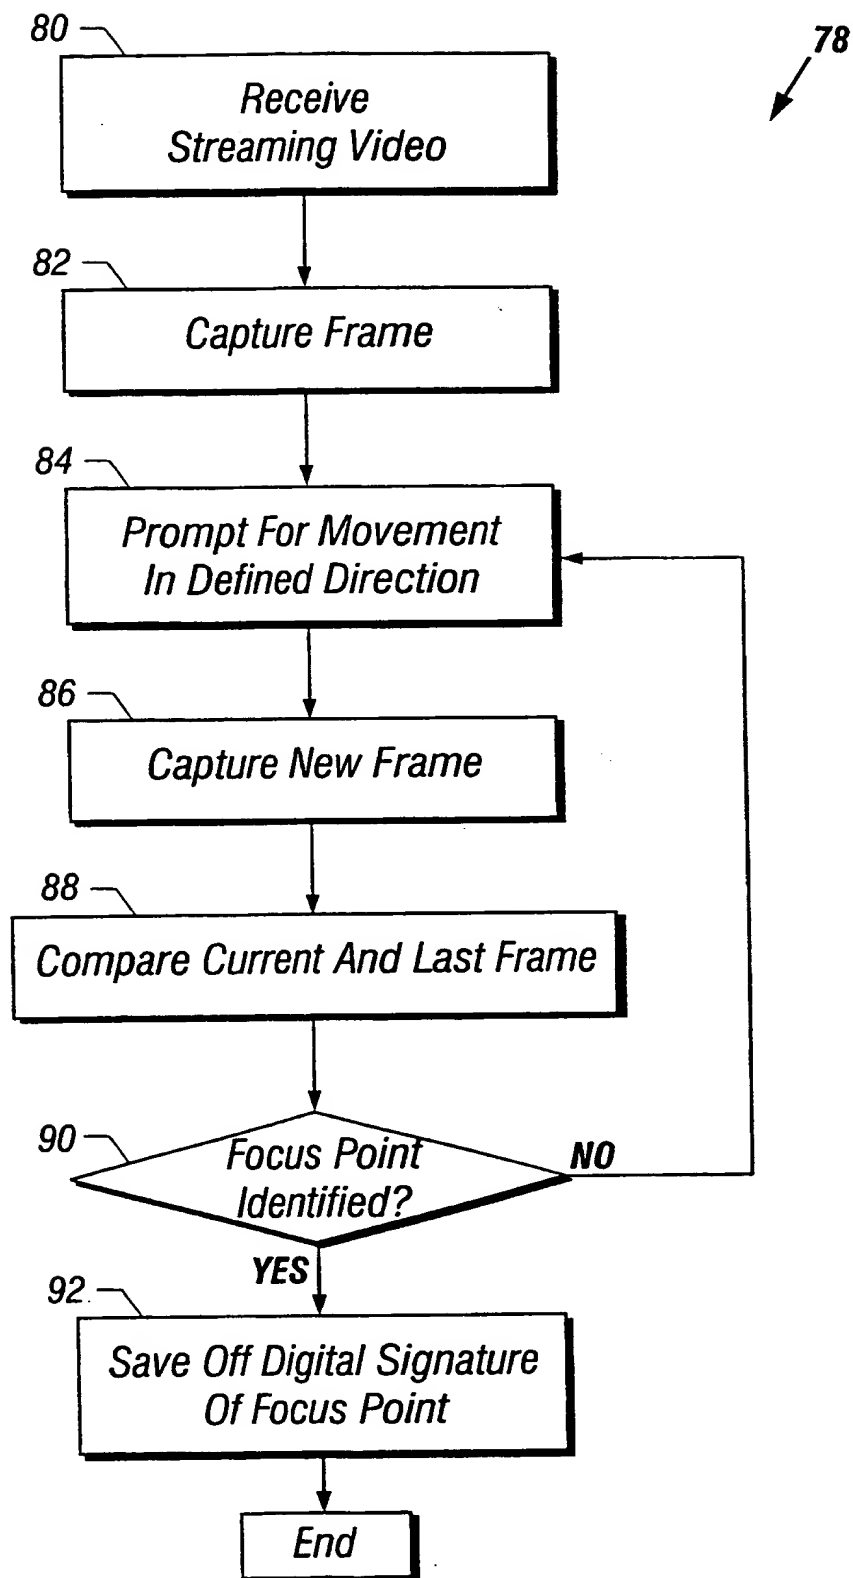 80
78
Receive
Streaming Video
82
Capture Frame
84
Prompt For Movement
In Defined Direction
86
Capture New Frame
88
Compare Current And Last Frame
90
Focus Point
Identified?
NO
YES
92
Save Off Digital Signature
Of Focus Point
End